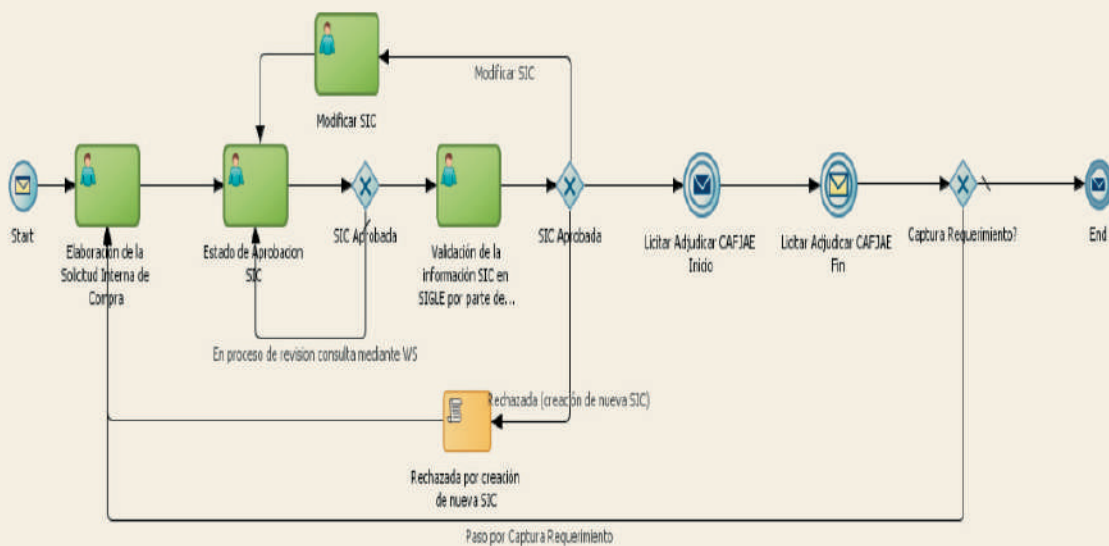 Modificar SIC
Modificar SIC
Start
Elaboración de la
Solicitud Interna de
Compra
Estado de Aprobacion
SIC
SIC Aprobada
Validación de la
información SIC en
SIGLE por parte de...
SIC Aprobada
Licitar Adjudicar CAFJAE
Inicio
Licitar Adjudicar CAFJAE
Fin
Captura Requerimiento?
End
En proceso de revision consulta mediante WS
Rechazada (creación de nueva SIC)
Rechazada por creación
de nueva SIC
Paso por Captura Requerimiento